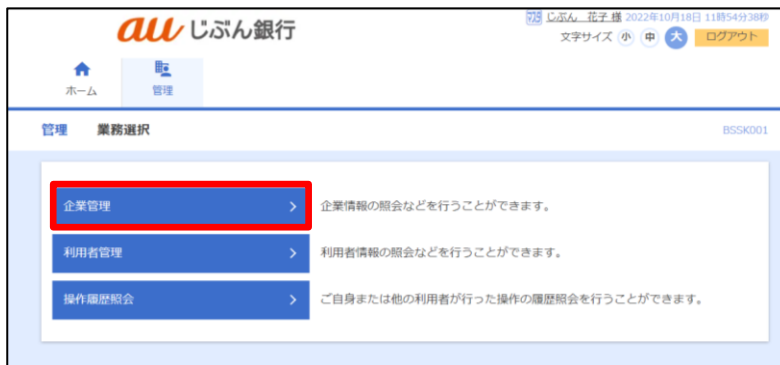 au じぶん銀行
じぶん 花子 様 2022年10月18日 11時54分38秒
文字サイズ 小 中 大 ログアウト
ホーム 管理
管理 業務選択 BSSK001
企業管理 企業情報の照会などを行うことができます。
利用者管理 利用者情報の照会などを行うことができます。
操作履歴照会 ご自身または他の利用者が行った操作の履歴照会を行うことができます。